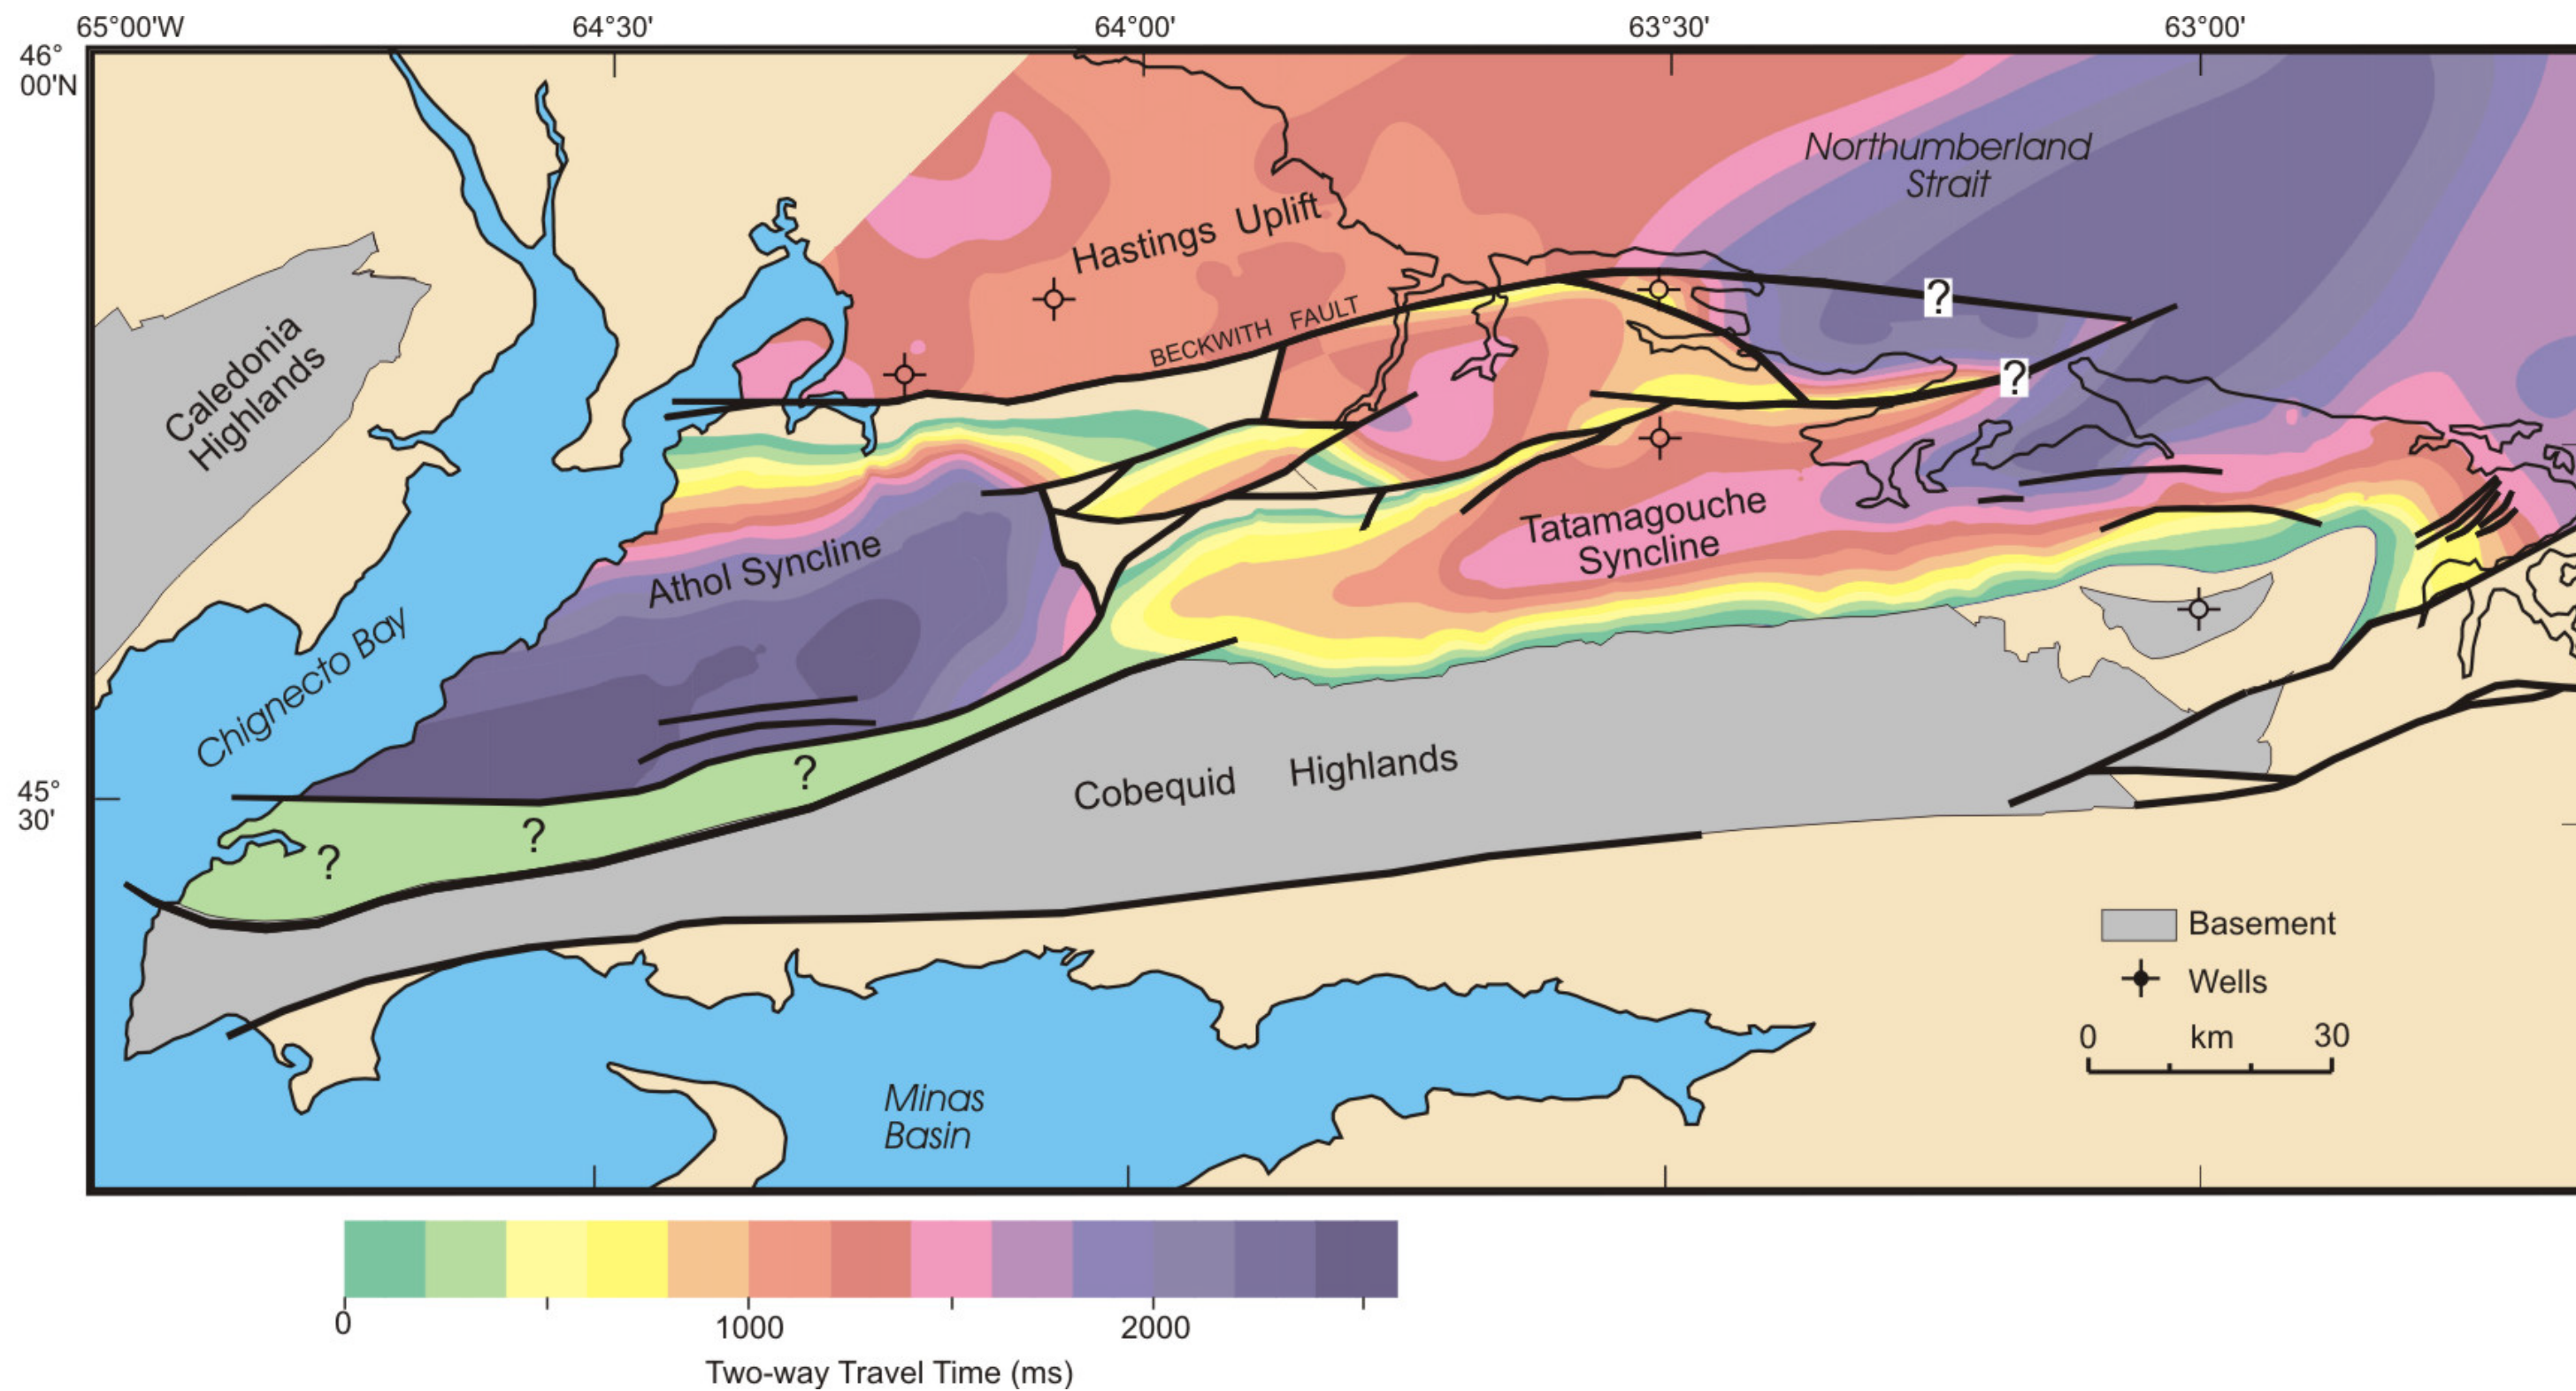 65°00'W 64°30' 64°00' 63°30' 63°00'
46°
00'N
Northumberland
Strait
Hastings Uplift
BECKWITH FAULT
?
?
Caledonia
Highlands
Tatamagouche
Syncline
Athol Syncline
Chignecto Bay
45°
30'
?
?
?
Cobequid Highlands
Basement
Wells
0 km 30
Minas
Basin
0 1000 2000
Two-way Travel Time (ms)